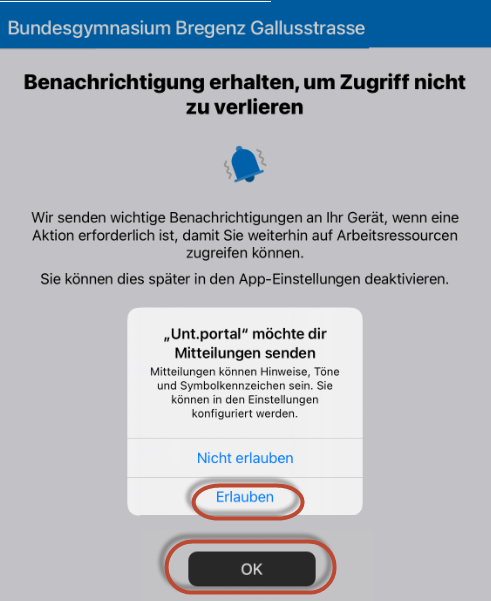 Bundesgymnasium Bregenz Gallusstrasse
Benachrichtigung erhalten, um Zugriff nicht
zu verlieren
Wir senden wichtige Benachrichtigungen an Ihr Gerät, wenn eine
Aktion erforderlich ist, damit Sie weiterhin auf Arbeitsressourcen
zugreifen können.
Sie können dies später in den App-Einstellungen deaktivieren.
„Unt.portal“ möchte dir
Mitteilungen senden
Mitteilungen können Hinweise, Töne
und Symbolkennzeichen sein. Sie
können in den Einstellungen
konfiguriert werden.
Nicht erlauben
Erlauben
OK